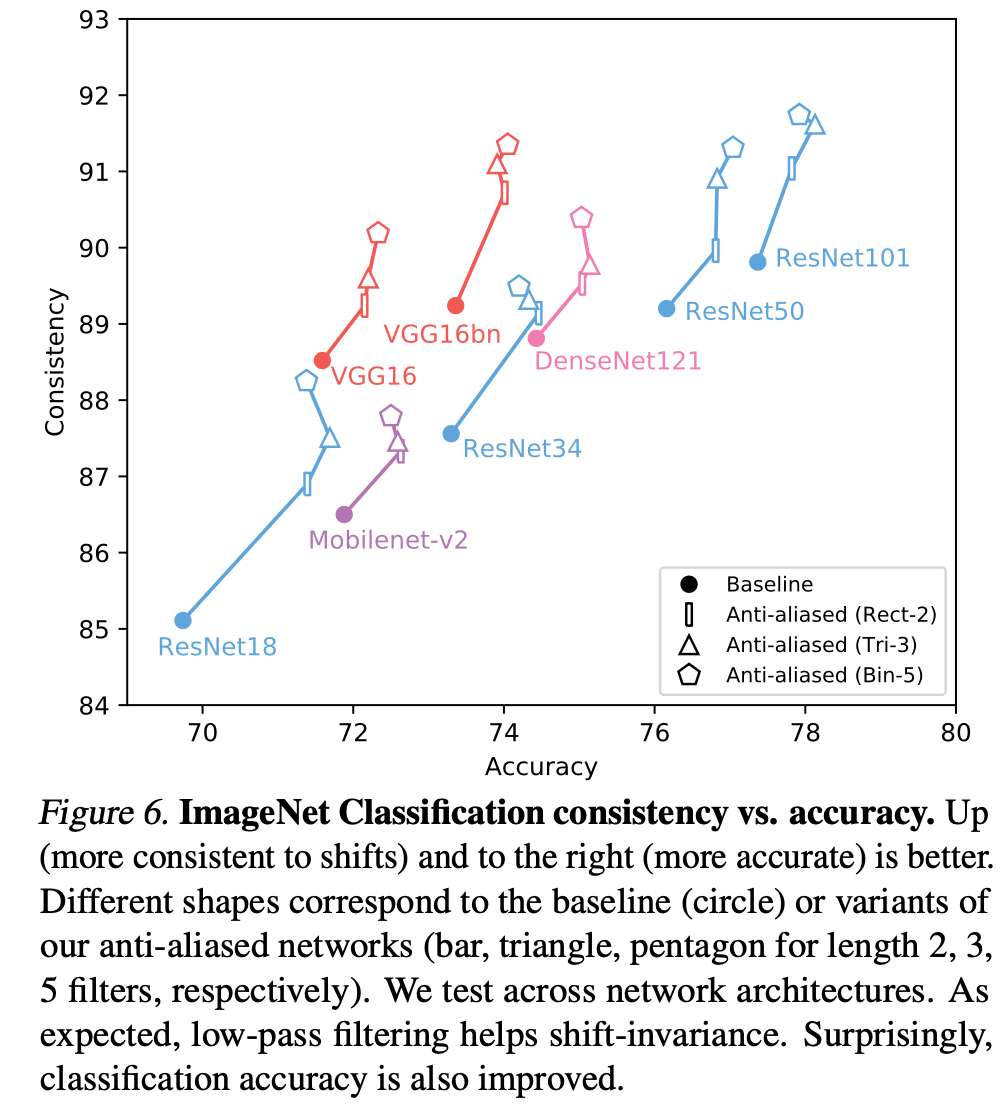 93
92
91
90
89
88
87
86
85
84
Consistency
ResNet101
ResNet50
VGG16bn
DenseNet121
VGG16
ResNet34
Mobilenet-v2
ResNet18
Baseline
Anti-aliased (Rect-2)
Anti-aliased (Tri-3)
Anti-aliased (Bin-5)
70 72 74 76 78 80
Accuracy
Figure 6. ImageNet Classification consistency vs. accuracy. Up
(more consistent to shifts) and to the right (more accurate) is better.
Different shapes correspond to the baseline (circle) or variants of
our anti-aliased networks (bar, triangle, pentagon for length 2, 3,
5 filters, respectively). We test across network architectures. As
expected, low-pass filtering helps shift-invariance. Surprisingly,
classification accuracy is also improved.